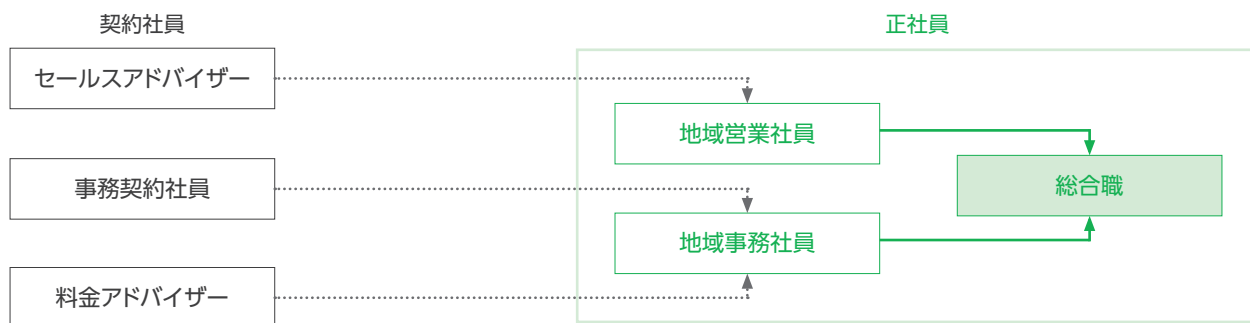 契約社員
正社員
セールスアドバイザー
地域営業社員
事務契約社員
総合職
地域事務社員
料金アドバイザー